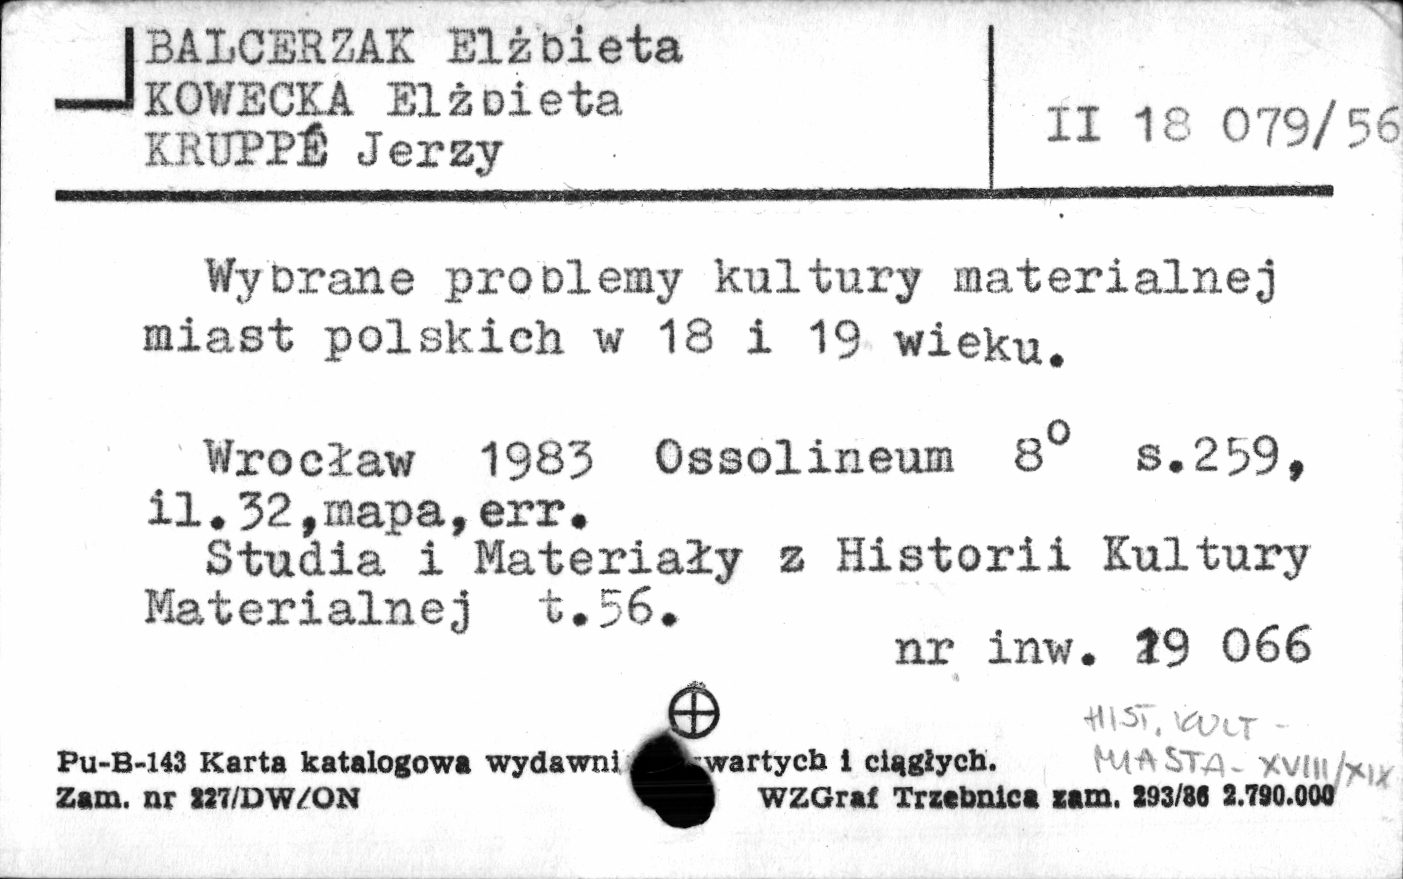 BALCERZAK Elżbieta
KOWECKA Elżbieta
KRUPPÉ Jerzy
II 18 079/56
Wybrane problemy kultury materialnej
miast polskich w 18 i 19 wieku.
Wrocław 1983 Ossolineum 8° s.259,
il.32,mapa,err.
Studia i Materiały z Historii Kultury
Materialnej t.56.
nr inw. 19 066
HIST. KULT -
MIASTA - XVIII/XIX
Pu-B-143 Karta katalogowa wydawni wartych i ciągłych.
Zam. nr 227/DW/ON WZGraf Trzebnica zam. 293/86 2.790.000